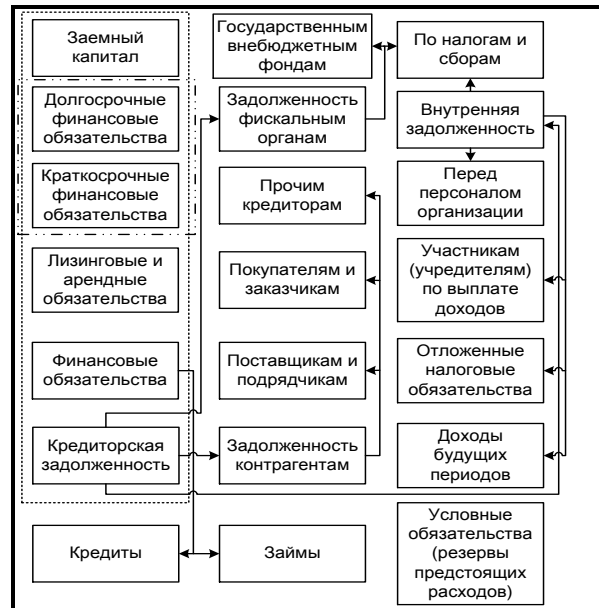 Заемный
капитал
Долгосрочные
финансовые
обязательства
Краткосрочные
финансовые
обязательства
Лизинговые и
арендные
обязательства
Финансовые
обязательства
Кредиторская
задолженность
Кредиты
Государственным
внебюджетным
фондам
Задолженность
фискальным
органам
Прочим
кредиторам
Покупателям и
заказчикам
Поставщикам и
подрядчикам
Задолженность
контрагентам
Займы
По налогам и
сборам
Внутренняя
задолженность
Перед
персоналом
организации
Участникам
(учредителям)
по выплате
доходов
Отложенные
налоговые
обязательства
Доходы
будущих
периодов
Условные
обязательства
(резервы
предстоящих
расходов)